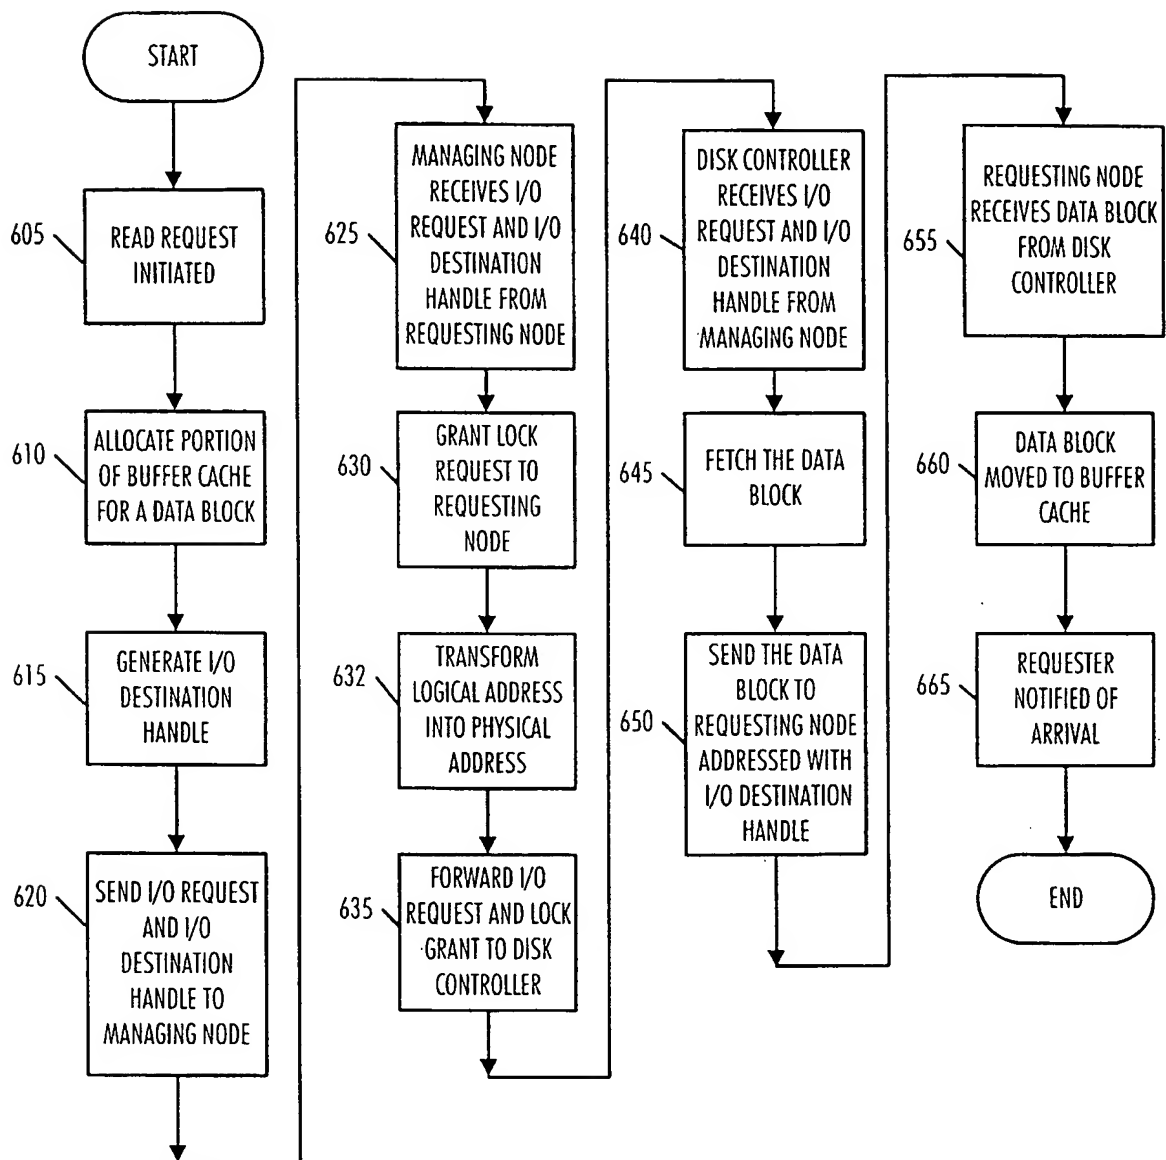 START
605
READ REQUEST
INITIATED
610
ALLOCATE PORTION
OF BUFFER CACHE
FOR A DATA BLOCK
615
GENERATE I/O
DESTINATION
HANDLE
620
SEND I/O REQUEST
AND I/O
DESTINATION
HANDLE TO
MANAGING NODE
625
MANAGING NODE
RECEIVES I/O
REQUEST AND I/O
DESTINATION
HANDLE FROM
REQUESTING NODE
630
GRANT LOCK
REQUEST TO
REQUESTING
NODE
632
TRANSFORM
LOGICAL ADDRESS
INTO PHYSICAL
ADDRESS
635
FORWARD I/O
REQUEST AND LOCK
GRANT TO DISK
CONTROLLER
640
DISK CONTROLLER
RECEIVES I/O
REQUEST AND I/O
DESTINATION
HANDLE FROM
MANAGING NODE
645
FETCH THE DATA
BLOCK
650
SEND THE DATA
BLOCK TO
REQUESTING NODE
ADDRESSED WITH
I/O DESTINATION
HANDLE
655
REQUESTING NODE
RECEIVES DATA BLOCK
FROM DISK
CONTROLLER
660
DATA BLOCK
MOVED TO BUFFER
CACHE
665
REQUESTER
NOTIFIED OF
ARRIVAL
END